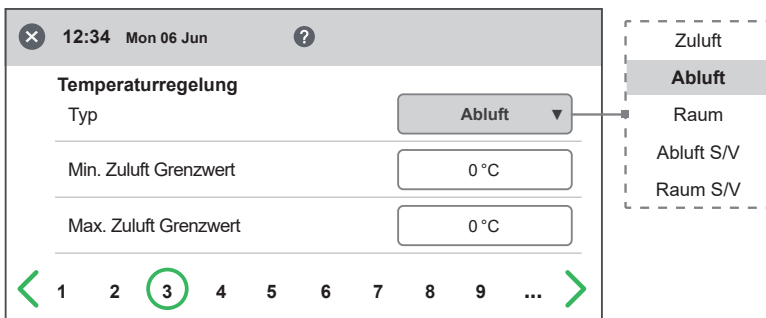 12:34 Mon 06 Jun ?
Temperaturregelung
Typ Abluft ▼
Min. Zuluft Grenzwert 0 °C
Max. Zuluft Grenzwert 0 °C
1 2 3 4 5 6 7 8 9 ...
Zuluft
Abluft
Raum
Abluft S/V
Raum S/V